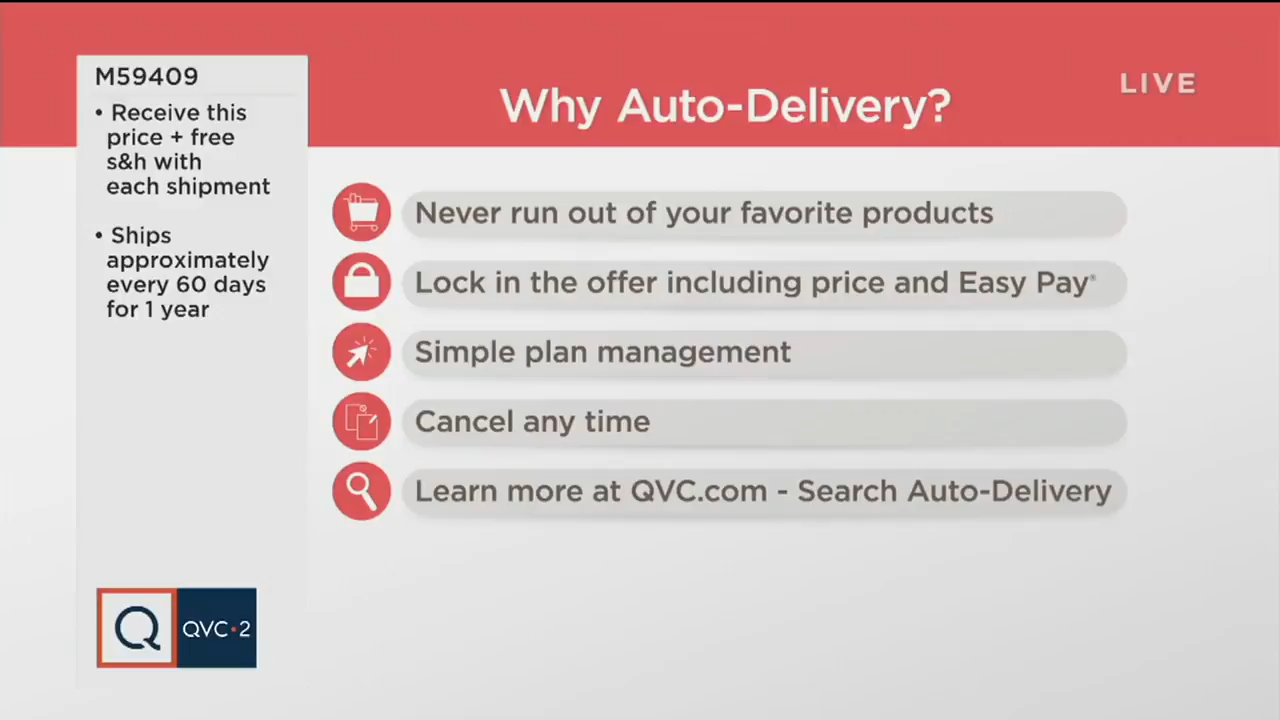 M59409
• Receive this
price + free
s&h with
each shipment
• Ships
approximately
every 60 days
for 1 year
Why Auto-Delivery?
LIVE
Never run out of your favorite products
Lock in the offer including price and Easy Pay®
Simple plan management
Cancel any time
Learn more at QVC.com - Search Auto-Delivery
Q QVC•2